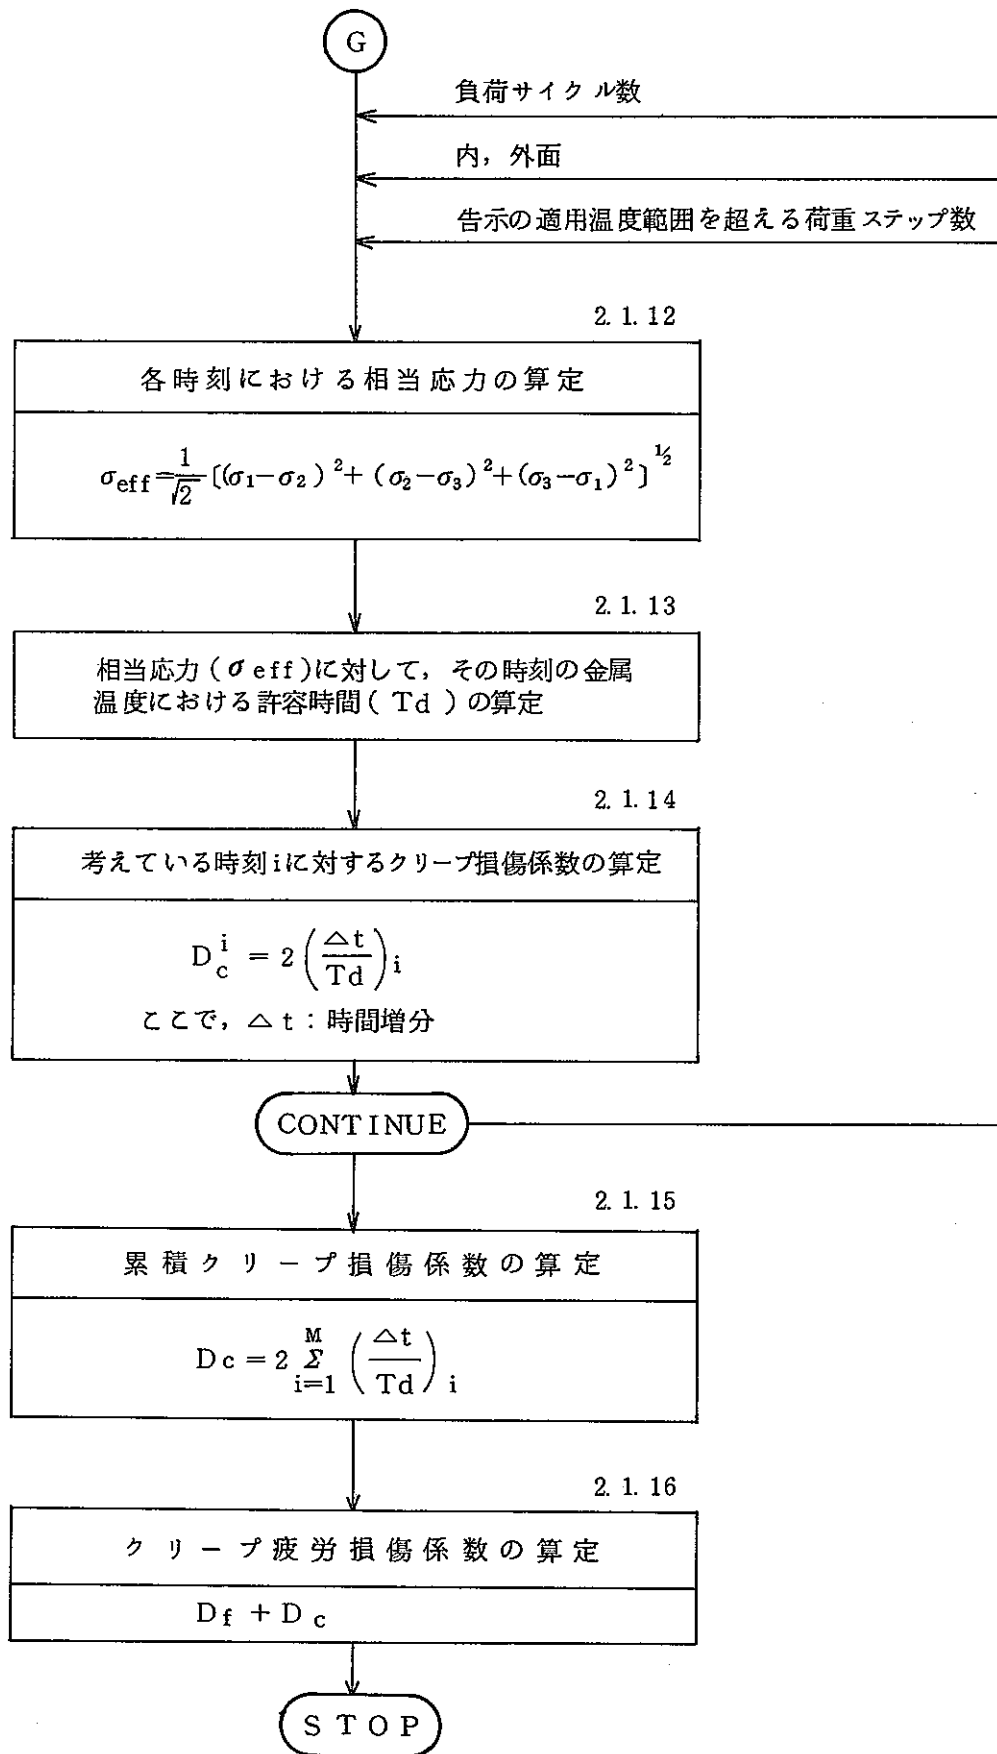 G
負荷サイクル数
内,外面
告示の適用温度範囲を超える荷重ステップ数
2.1.12
各時刻における相当応力の算定
σeff=1/√2 [(σ1−σ2)²+(σ2−σ3)²+(σ3−σ1)²]^½
2.1.13
相当応力(σeff)に対して,その時刻の金属
温度における許容時間(Td)の算定
2.1.14
考えている時刻iに対するクリープ損傷係数の算定
D_c^i = 2(△t/Td)i
ここで,△t:時間増分
CONTINUE
2.1.15
累積クリープ損傷係数の算定
Dc = 2 Σ_{i=1}^{M} (△t/Td)i
2.1.16
クリープ疲労損傷係数の算定
Df + Dc
STOP